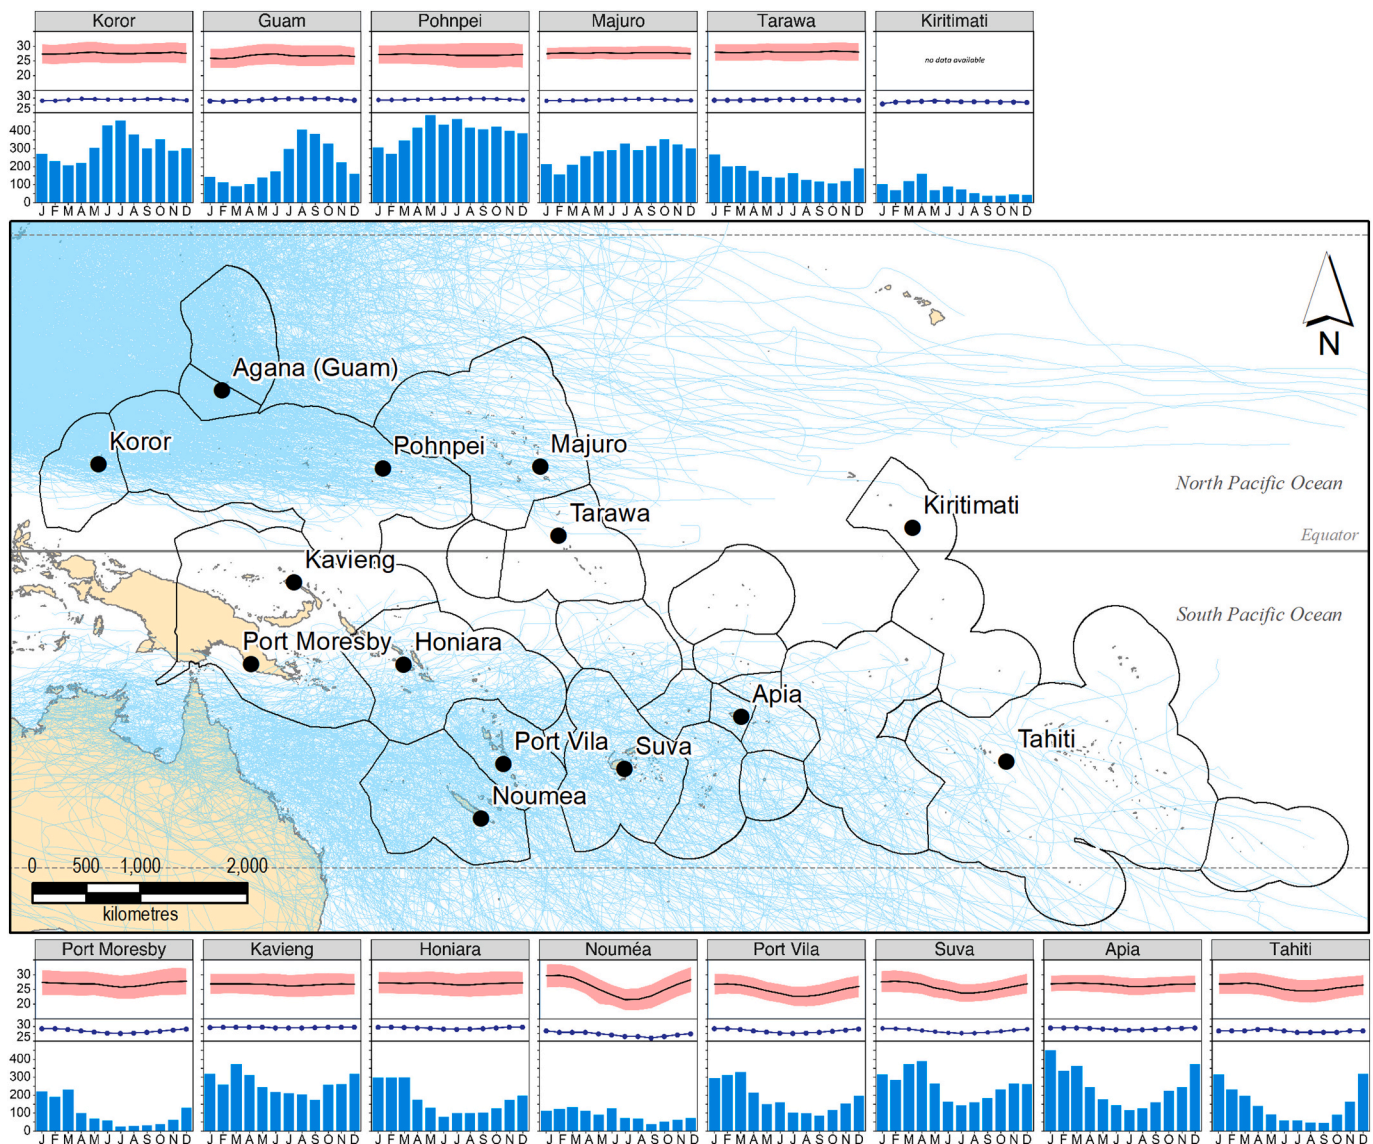 Koror Guam Pohnpei Majuro Tarawa Kiritimati
30
25
20
no data available
30
25
400
300
200
100
0
J F M A M J J A S O N D J F M A M J J A S O N D J F M A M J J A S O N D J F M A M J J A S O N D J F M A M J J A S O N D J F M A M J J A S O N D
N
Agana (Guam)
Koror
Pohnpei
Majuro
North Pacific Ocean
Kiritimati
Tarawa
Equator
Kavieng
South Pacific Ocean
Port Moresby
Honiara
Apia
Port Vila
Suva
Tahiti
Noumea
0 500 1,000 2,000
kilometres
Port Moresby Kavieng Honiara Nouméa Port Vila Suva Apia Tahiti
30
25
20
30
25
400
300
200
100
0
J F M A M J J A S O N D J F M A M J J A S O N D J F M A M J J A S O N D J F M A M J J A S O N D J F M A M J J A S O N D J F M A M J J A S O N D J F M A M J J A S O N D J F M A M J J A S O N D